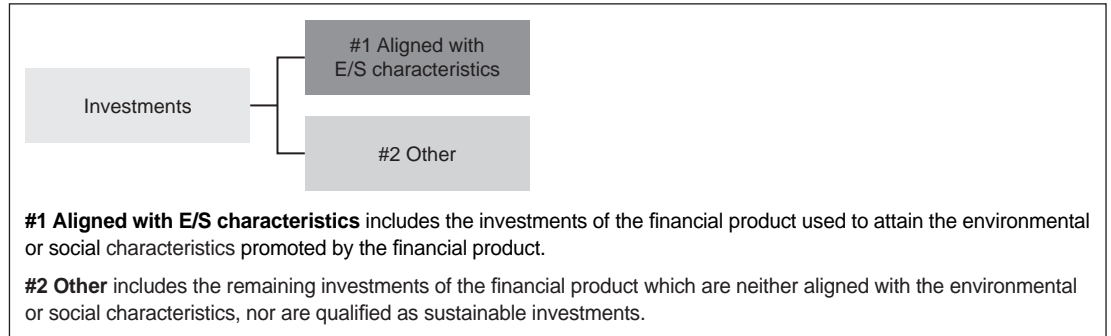 #1 Aligned with
E/S characteristics
Investments
#2 Other
#1 Aligned with E/S characteristics includes the investments of the financial product used to attain the environmental
or social characteristics promoted by the financial product.
#2 Other includes the remaining investments of the financial product which are neither aligned with the environmental
or social characteristics, nor are qualified as sustainable investments.